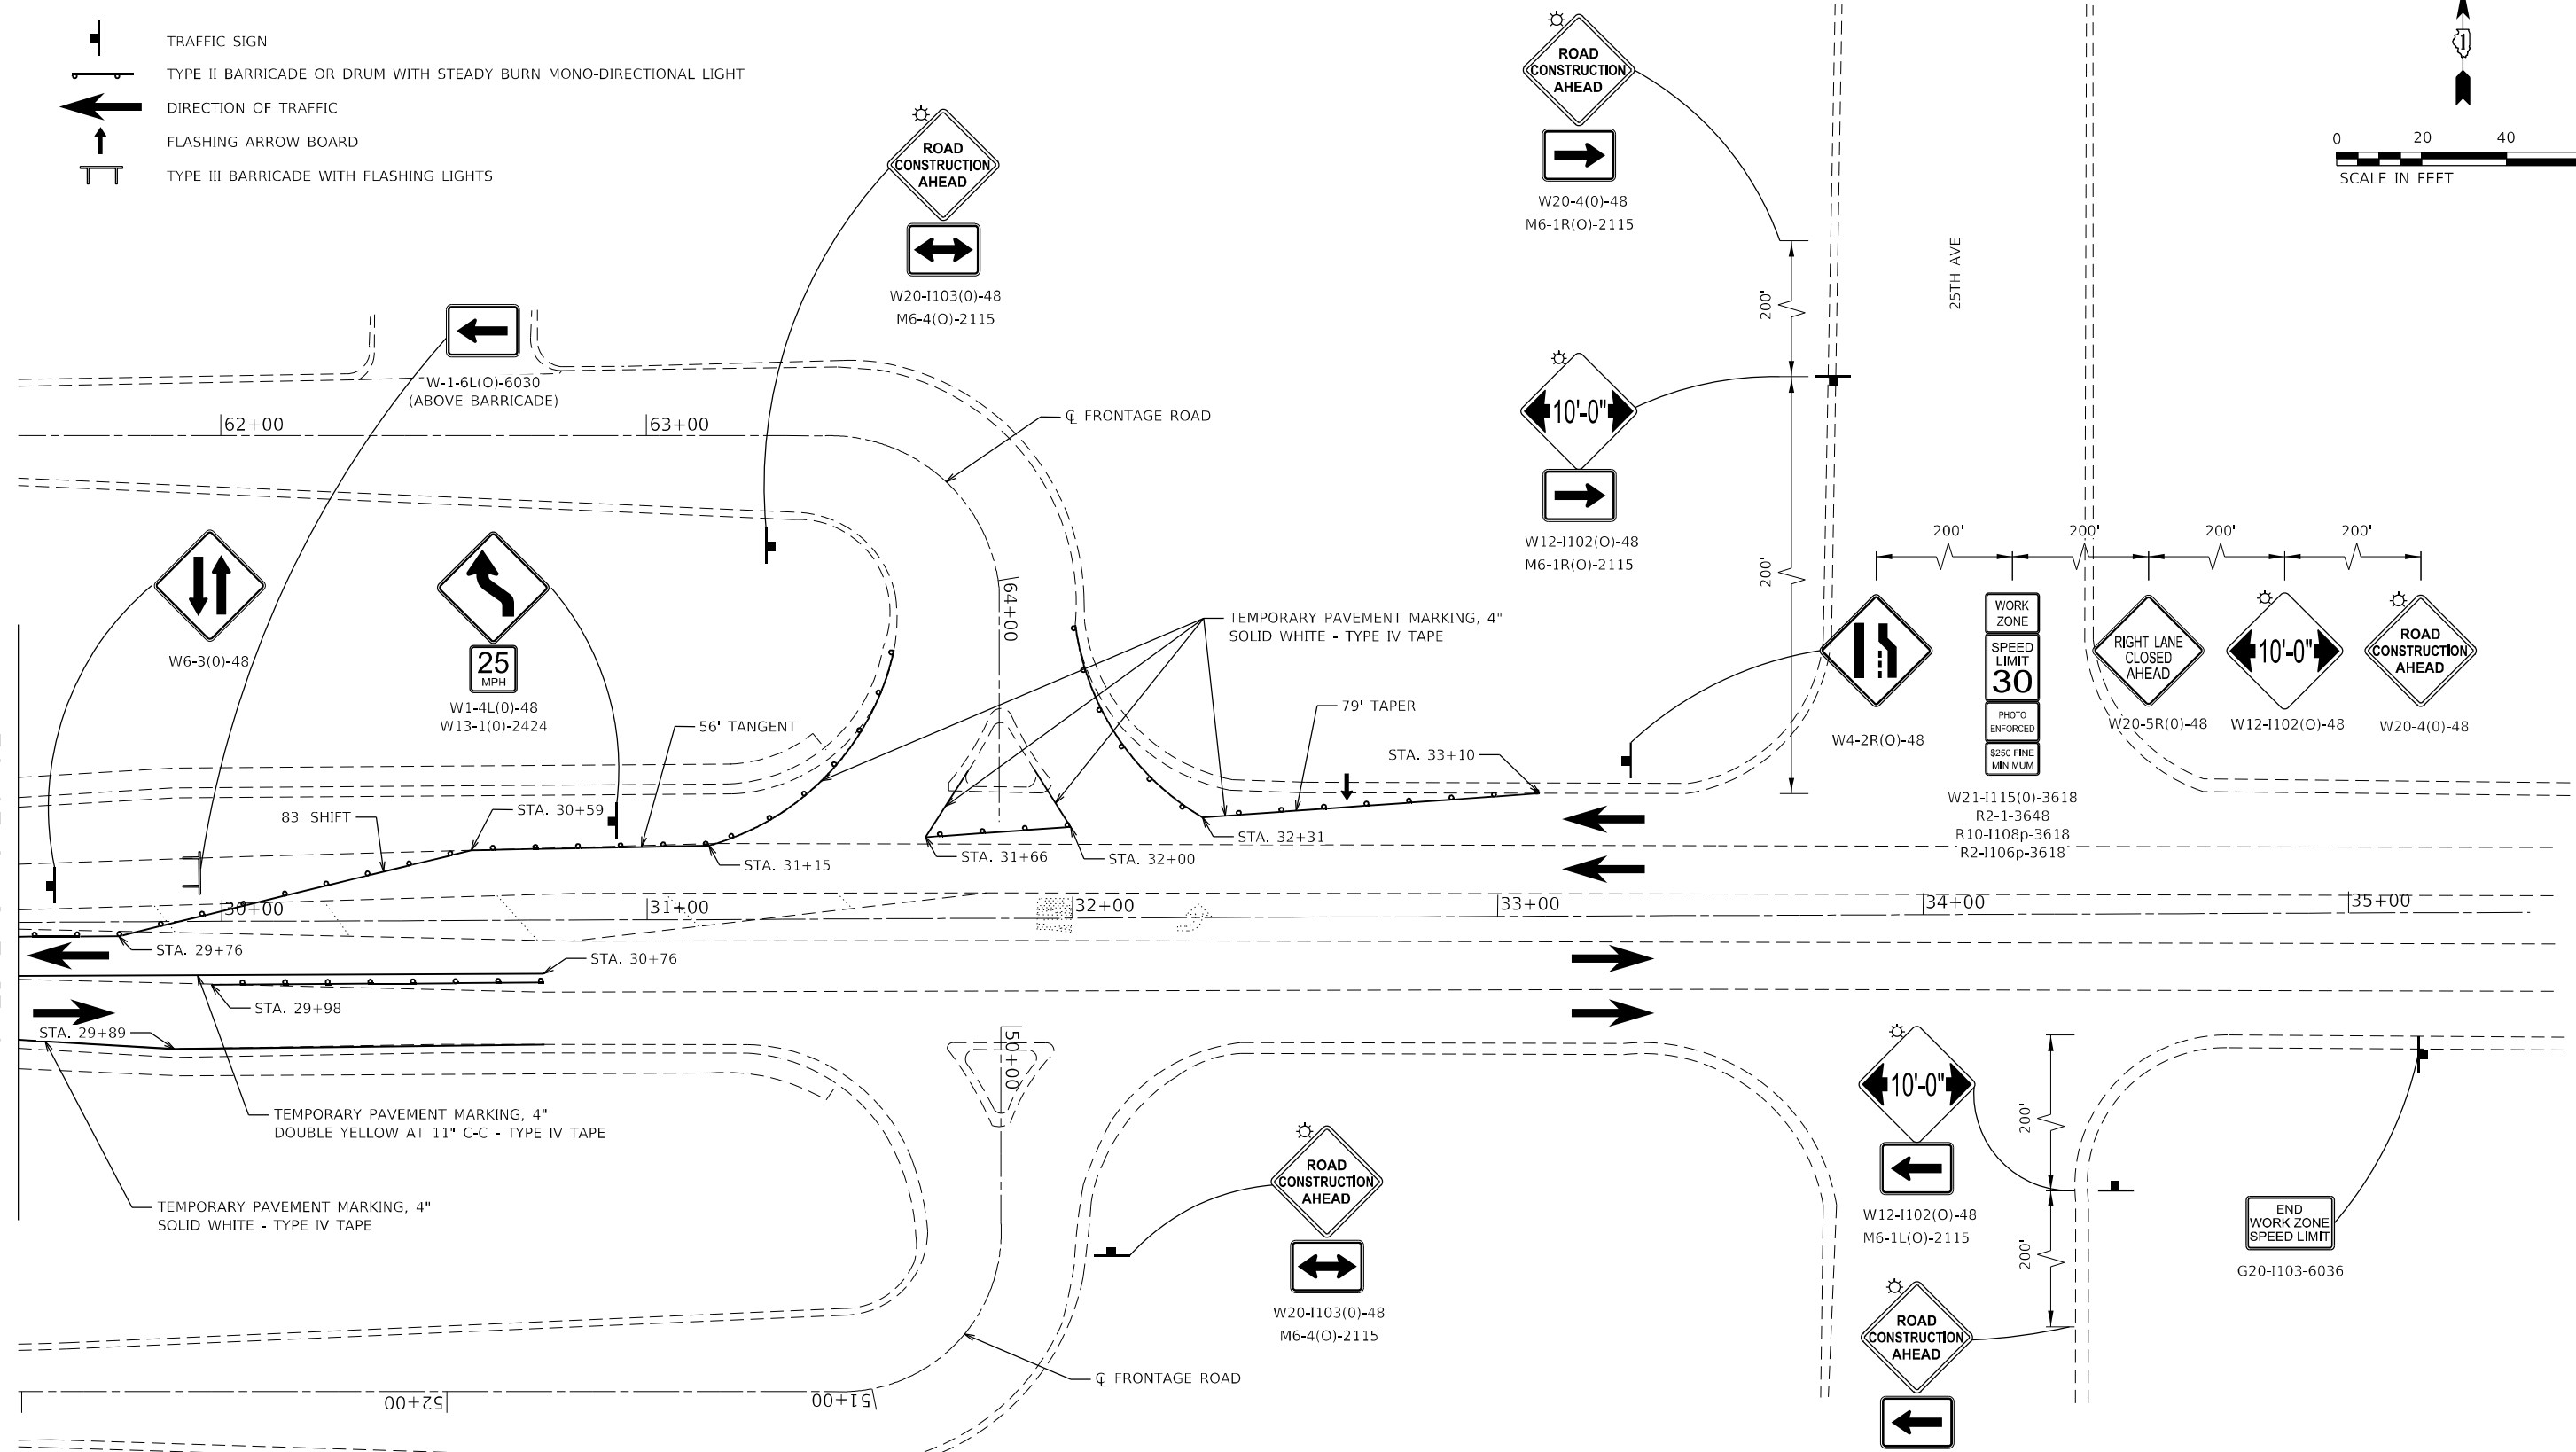 TRAFFIC SIGN
TYPE II BARRICADE OR DRUM WITH STEADY BURN MONO-DIRECTIONAL LIGHT
DIRECTION OF TRAFFIC
FLASHING ARROW BOARD
TYPE III BARRICADE WITH FLASHING LIGHTS
ROAD
CONSTRUCTION
AHEAD
W20-I103(0)-48
M6-4(O)-2115
ROAD
CONSTRUCTION
AHEAD
W20-4(0)-48
M6-1R(O)-2115
1
0 20 40
SCALE IN FEET
25TH AVE
200'
200'
10'-0"
W12-I102(O)-48
M6-1R(O)-2115
W-1-6L(O)-6030
(ABOVE BARRICADE)
62+00
63+00
℄ FRONTAGE ROAD
64+00
W6-3(0)-48
25
MPH
W1-4L(0)-48
W13-1(0)-2424
56' TANGENT
83' SHIFT
STA. 30+59
STA. 31+15
TEMPORARY PAVEMENT MARKING, 4"
SOLID WHITE - TYPE IV TAPE
79' TAPER
STA. 33+10
STA. 32+31
STA. 31+66
STA. 32+00
200'
200'
200'
200'
W4-2R(O)-48
WORK
ZONE
SPEED
LIMIT
30
PHOTO
ENFORCED
$250 FINE
MINIMUM
W21-I115(0)-3618
R2-1-3648
R10-I108p-3618
R2-I106p-3618
RIGHT LANE
CLOSED
AHEAD
W20-5R(0)-48
10'-0"
W12-I102(O)-48
ROAD
CONSTRUCTION
AHEAD
W20-4(0)-48
30+00
31+00
32+00
33+00
34+00
35+00
STA. 29+76
STA. 30+76
STA. 29+98
STA. 29+89
TEMPORARY PAVEMENT MARKING, 4"
DOUBLE YELLOW AT 11" C-C - TYPE IV TAPE
TEMPORARY PAVEMENT MARKING, 4"
SOLID WHITE - TYPE IV TAPE
50+00
51+00
52+00
℄ FRONTAGE ROAD
ROAD
CONSTRUCTION
AHEAD
W20-I103(0)-48
M6-4(O)-2115
10'-0"
W12-I102(O)-48
M6-1L(O)-2115
200'
200'
ROAD
CONSTRUCTION
AHEAD
END
WORK ZONE
SPEED LIMIT
G20-I103-6036